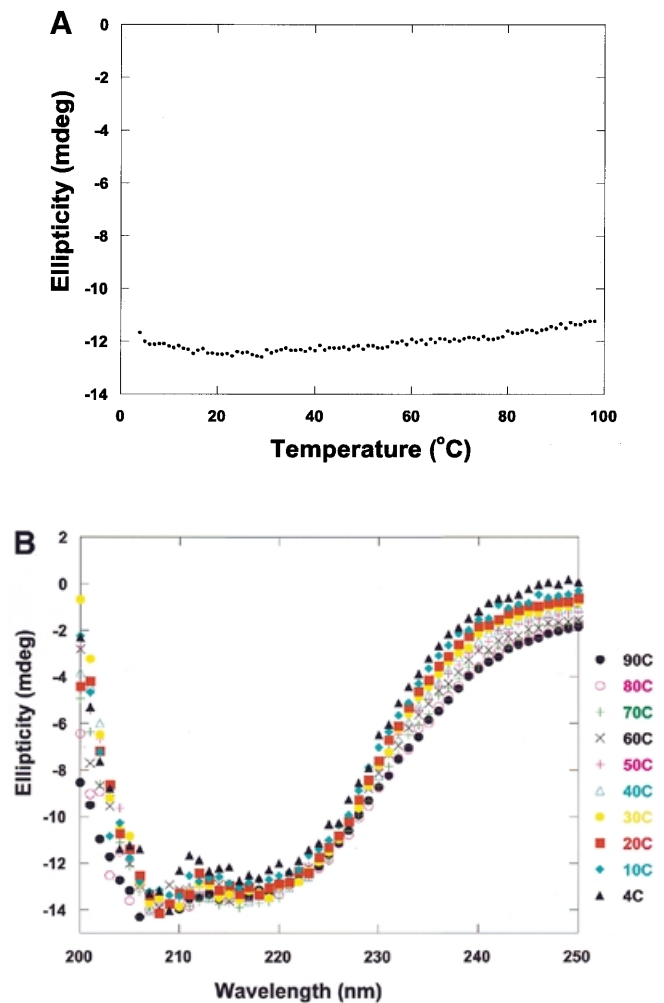 A
0
-2
-4
-6
-8
-10
-12
-14
Ellipticity (mdeg)
0 20 40 60 80 100
Temperature (°C)
B
2
0
-2
-4
-6
-8
-10
-12
-14
Ellipticity (mdeg)
200 210 220 230 240 250
Wavelength (nm)
90C
80C
70C
60C
50C
40C
30C
20C
10C
4C